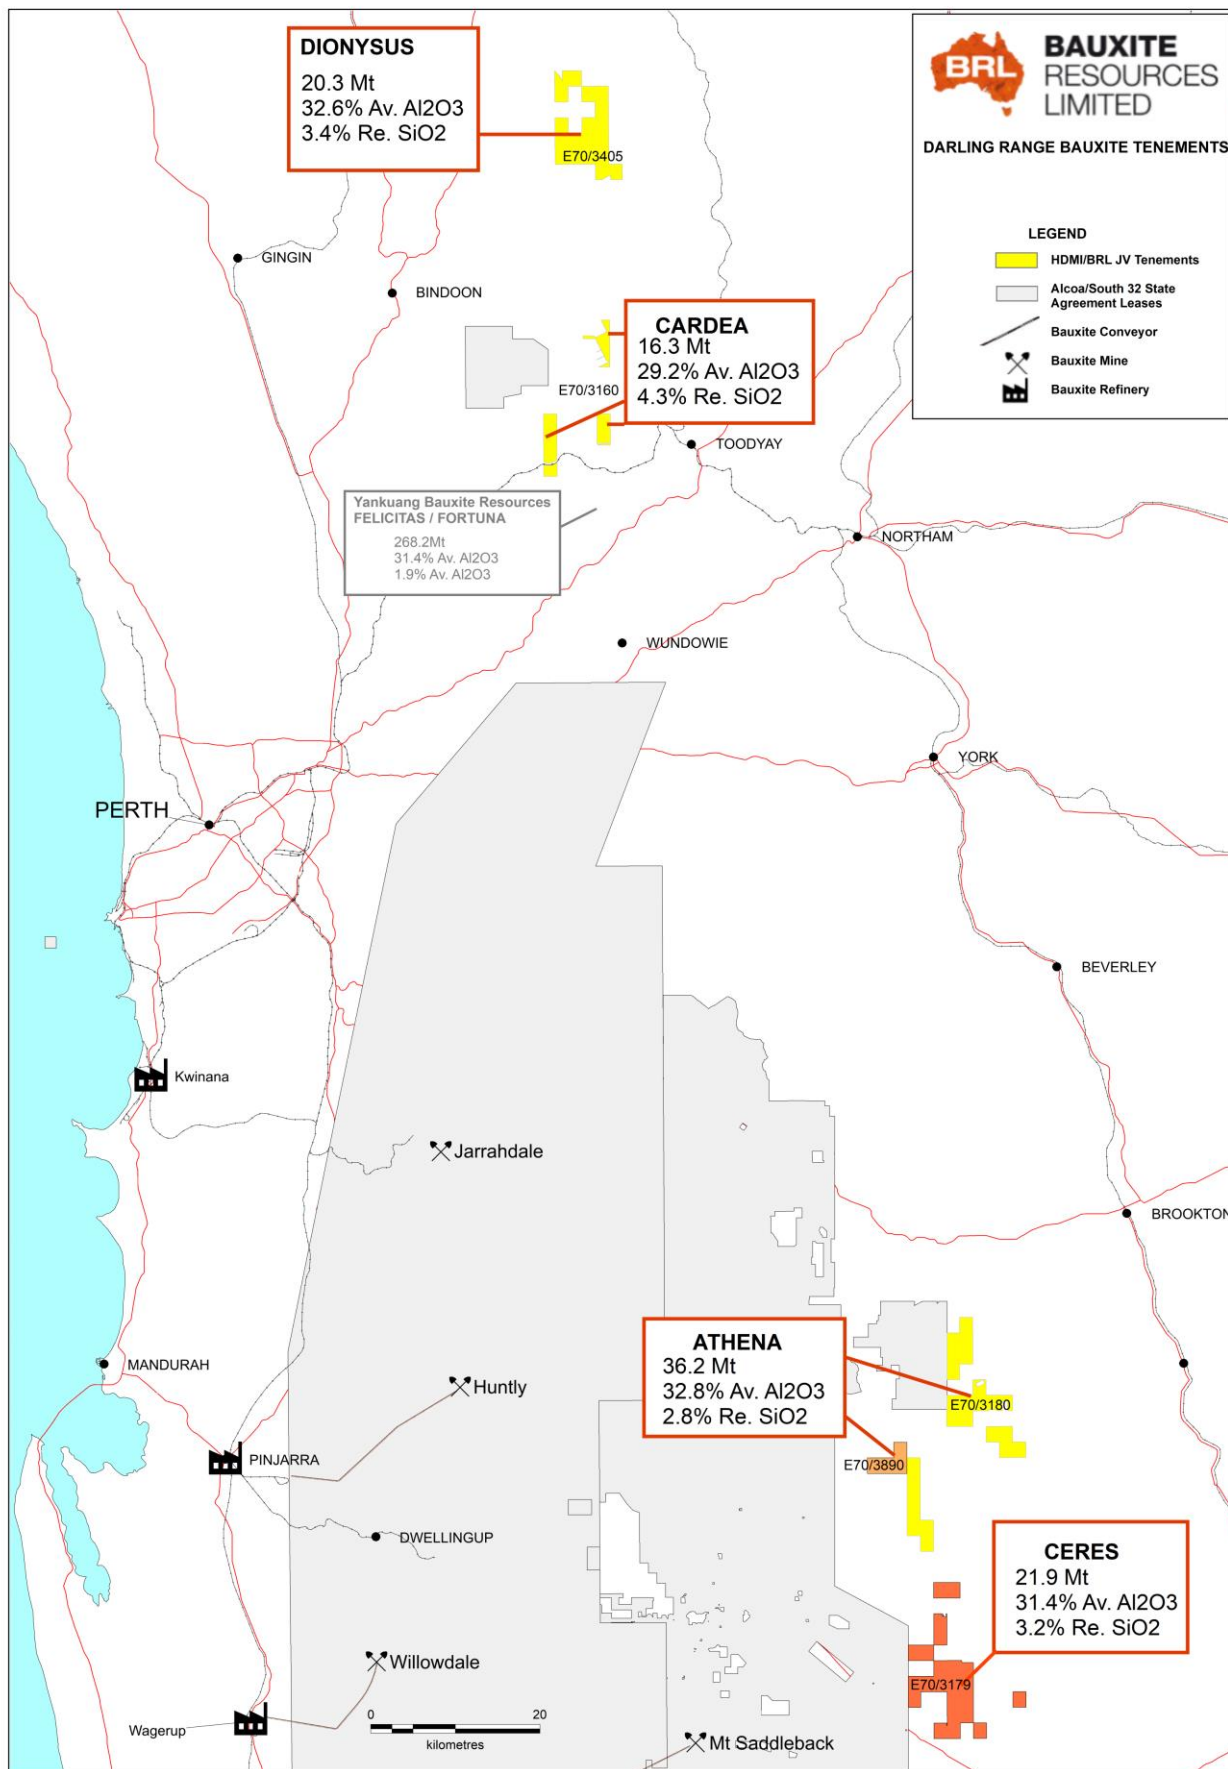 DIONYSUS
20.3 Mt
32.6% Av. Al2O3
3.4% Re. SiO2
E70/3405
BRL
BAUXITE
RESOURCES
LIMITED
DARLING RANGE BAUXITE TENEMENTS
LEGEND
HDMI/BRL JV Tenements
Alcoa/South 32 State
Agreement Leases
Bauxite Conveyor
Bauxite Mine
Bauxite Refinery
GINGIN
BINDOON
CARDEA
16.3 Mt
29.2% Av. Al2O3
4.3% Re. SiO2
E70/3160
TOODYAY
Yankuang Bauxite Resources
FELICITAS / FORTUNA
268.2Mt
31.4% Av. Al2O3
1.9% Av. Al2O3
NORTHAM
WUNDOWIE
YORK
PERTH
BEVERLEY
Kwinana
Jarrahdale
BROOKTON
MANDURAH
Huntly
ATHENA
36.2 Mt
32.8% Av. Al2O3
2.8% Re. SiO2
E70/3180
E70/3890
PINJARRA
DWELLINGUP
CERES
21.9 Mt
31.4% Av. Al2O3
3.2% Re. SiO2
E70/3179
Willowdale
Wagerup
0 20
kilometres
Mt Saddleback